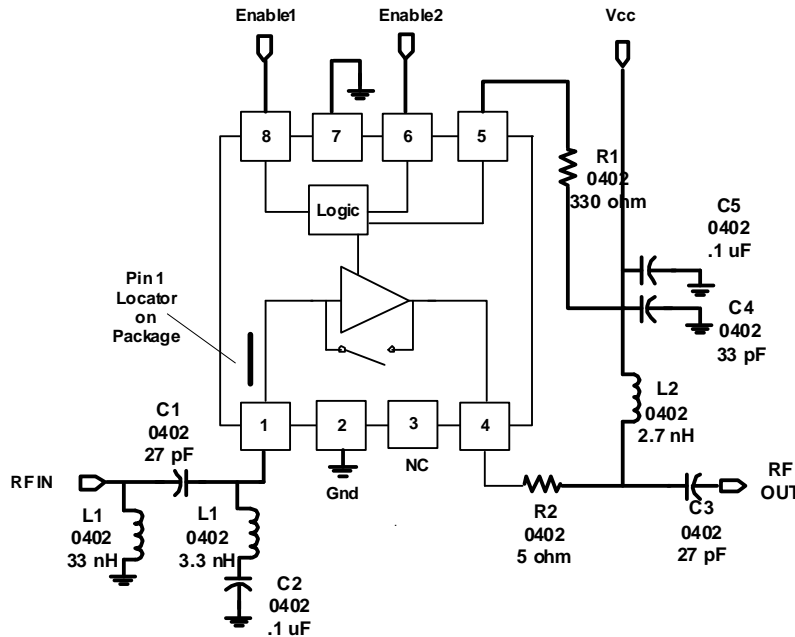 Enable1
Enable2
Vcc
8
7
6
5
Logic
R1
0402
330 ohm
C5
0402
.1 uF
C4
0402
33 pF
Pin 1
Locator
on
Package
L2
0402
2.7 nH
1
2
3
4
NC
Gnd
C1
0402
27 pF
RF IN
L1
0402
33 nH
L1
0402
3.3 nH
C2
0402
.1 uF
R2
0402
5 ohm
C3
0402
27 pF
RF
OUT